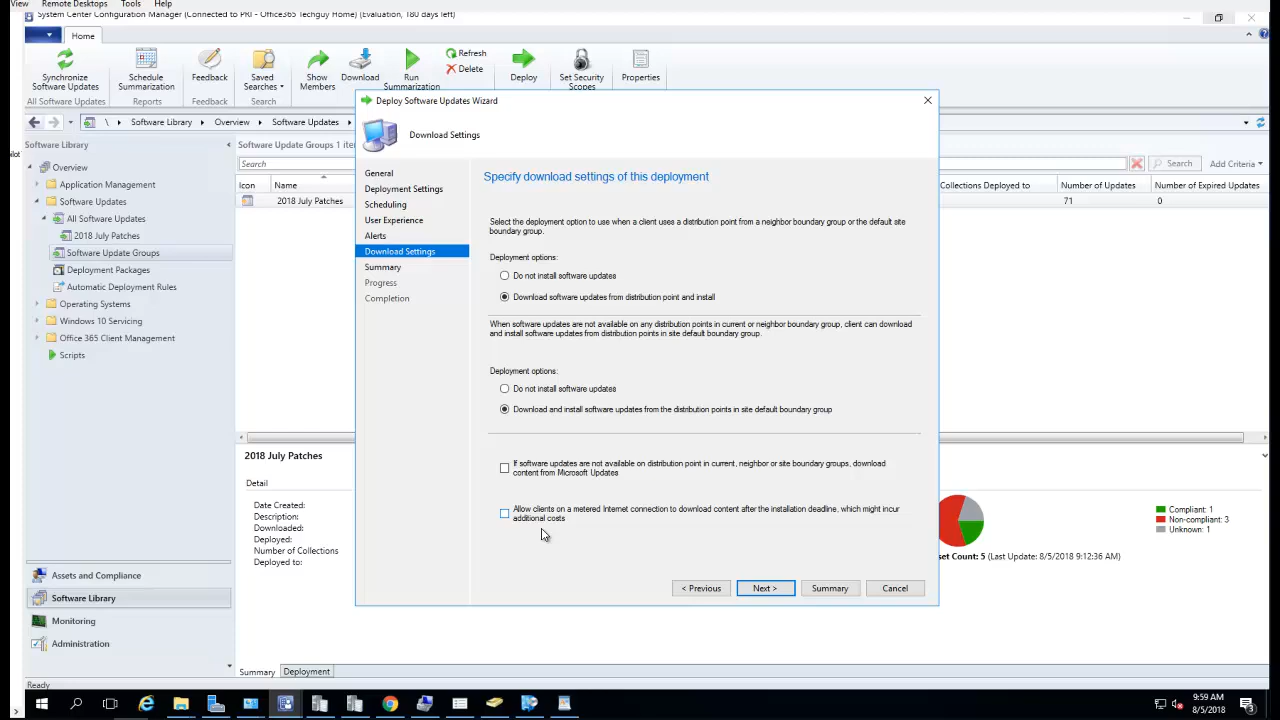 View Remote Desktops Tools Help
System Center Configuration Manager (Connected to PRI - Office365 Techguy Home) (Evaluation, 180 days left)
Home
Synchronize Software Updates
Schedule Summarization
Feedback
Saved Searches
Show Members
Download
Run Summarization
Refresh
Delete
Deploy
Set Security Scopes
Properties
All Software Updates
Reports
Feedback
Search
\ Software Library Overview Software Updates
Software Library
Overview
Application Management
Software Updates
All Software Updates
2018 July Patches
Software Update Groups
Deployment Packages
Automatic Deployment Rules
Operating Systems
Windows 10 Servicing
Office 365 Client Management
Scripts
Assets and Compliance
Software Library
Monitoring
Administration
Ready
Software Update Groups 1 iter
Search
Search
Add Criteria
Icon Name
Collections Deployed to Number of Updates Number of Expired Updates
2018 July Patches
71 0
Deploy Software Updates Wizard
Download Settings
General
Deployment Settings
Scheduling
User Experience
Alerts
Download Settings
Summary
Progress
Completion
Specify download settings of this deployment
Select the deployment option to use when a client uses a distribution point from a neighbor boundary group or the default site
boundary group.
Deployment options:
Do not install software updates
Download software updates from distribution point and install
When software updates are not available on any distribution points in current or neighbor boundary group, client can download
and install software updates from distribution points in site default boundary group.
Deployment options:
Do not install software updates
Download and install software updates from the distribution points in site default boundary group
If software updates are not available on distribution point in current, neighbor or site boundary groups, download
content from Microsoft Updates
Allow clients on a metered Internet connection to download content after the installation deadline, which might incur
additional costs
< Previous
Next >
Summary
Cancel
2018 July Patches
Detail
Date Created:
Description:
Downloaded:
Deployed:
Number of Collections
Deployed to:
Compliant: 1
Non-compliant: 3
Unknown: 1
set Count: 5 (Last Update: 8/5/2018 9:12:36 AM)
Summary
Deployment
9:59 AM
8/5/2018